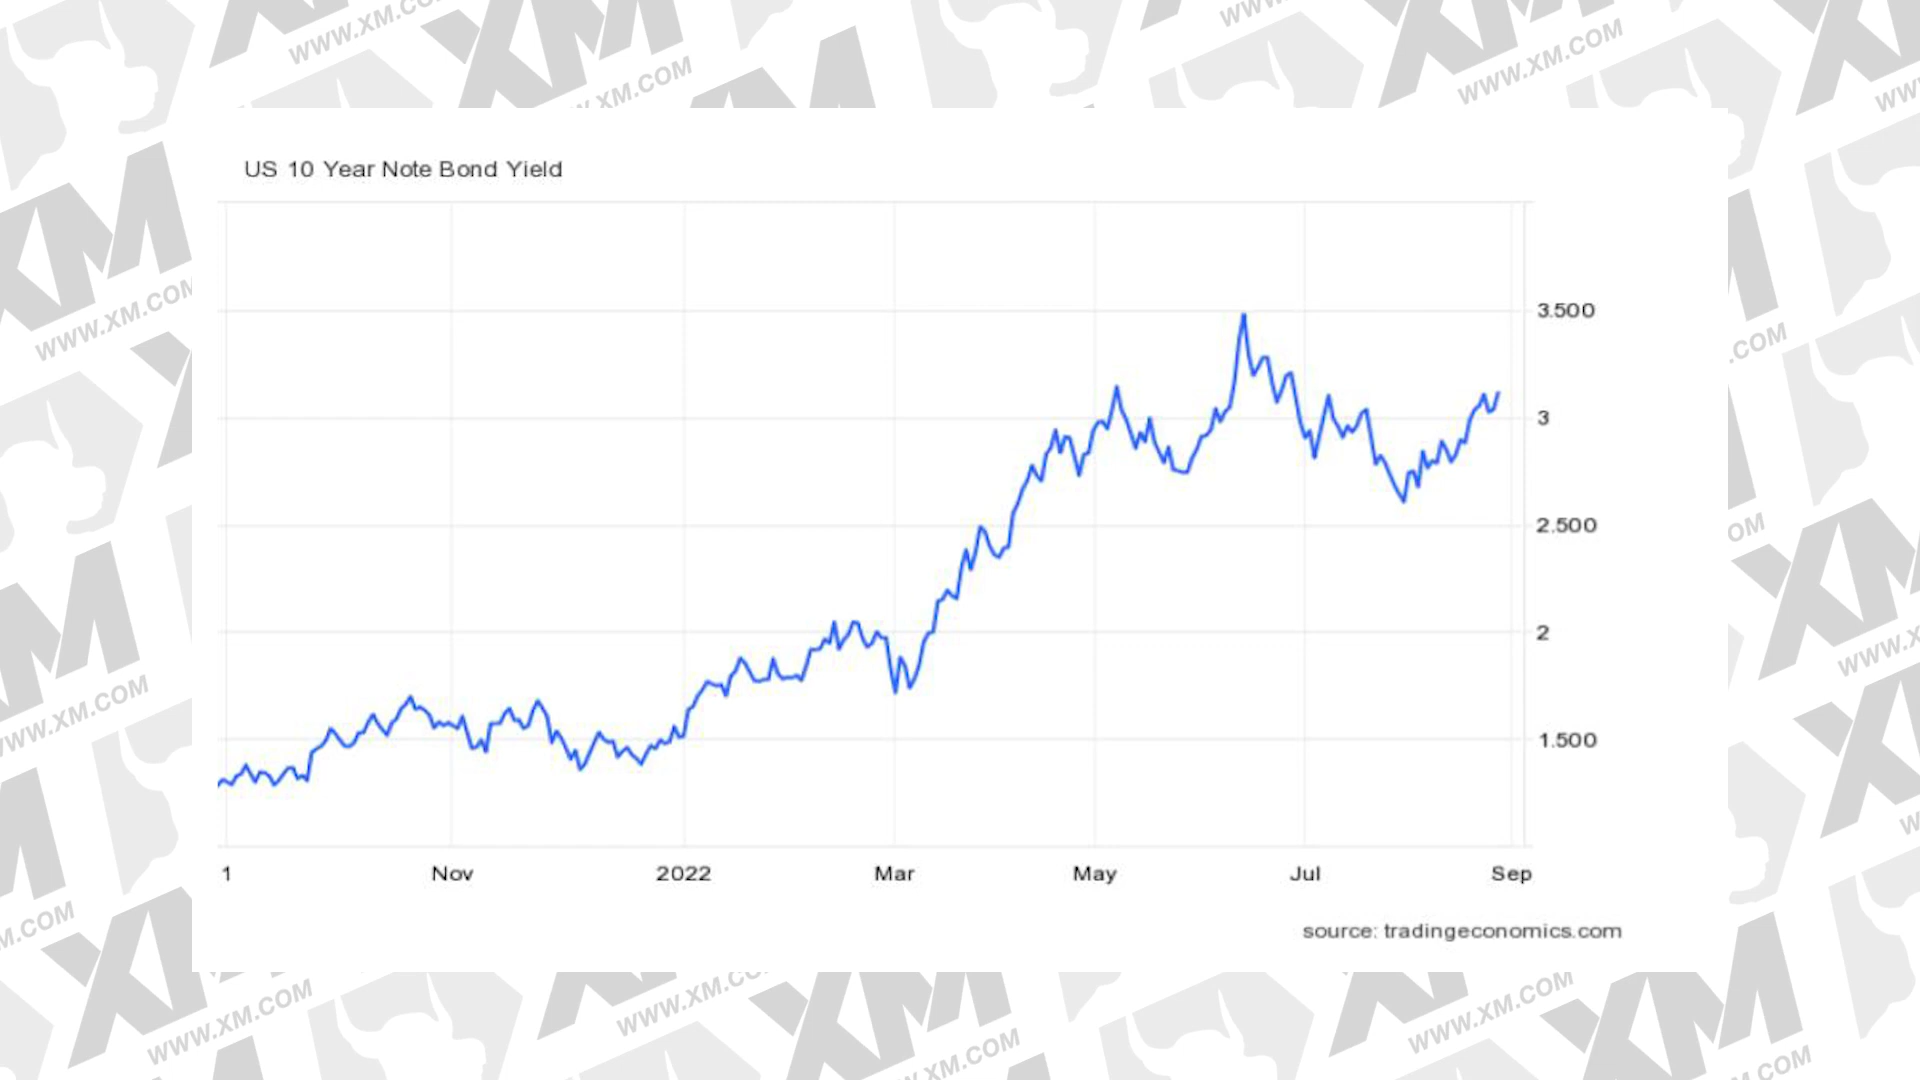 US 10 Year Note Bond Yield
3.500
3
2.500
2
1.500
1 Nov 2022 Mar May Jul Sep
source: tradingeconomics.com
XM
WWW.XM.COM